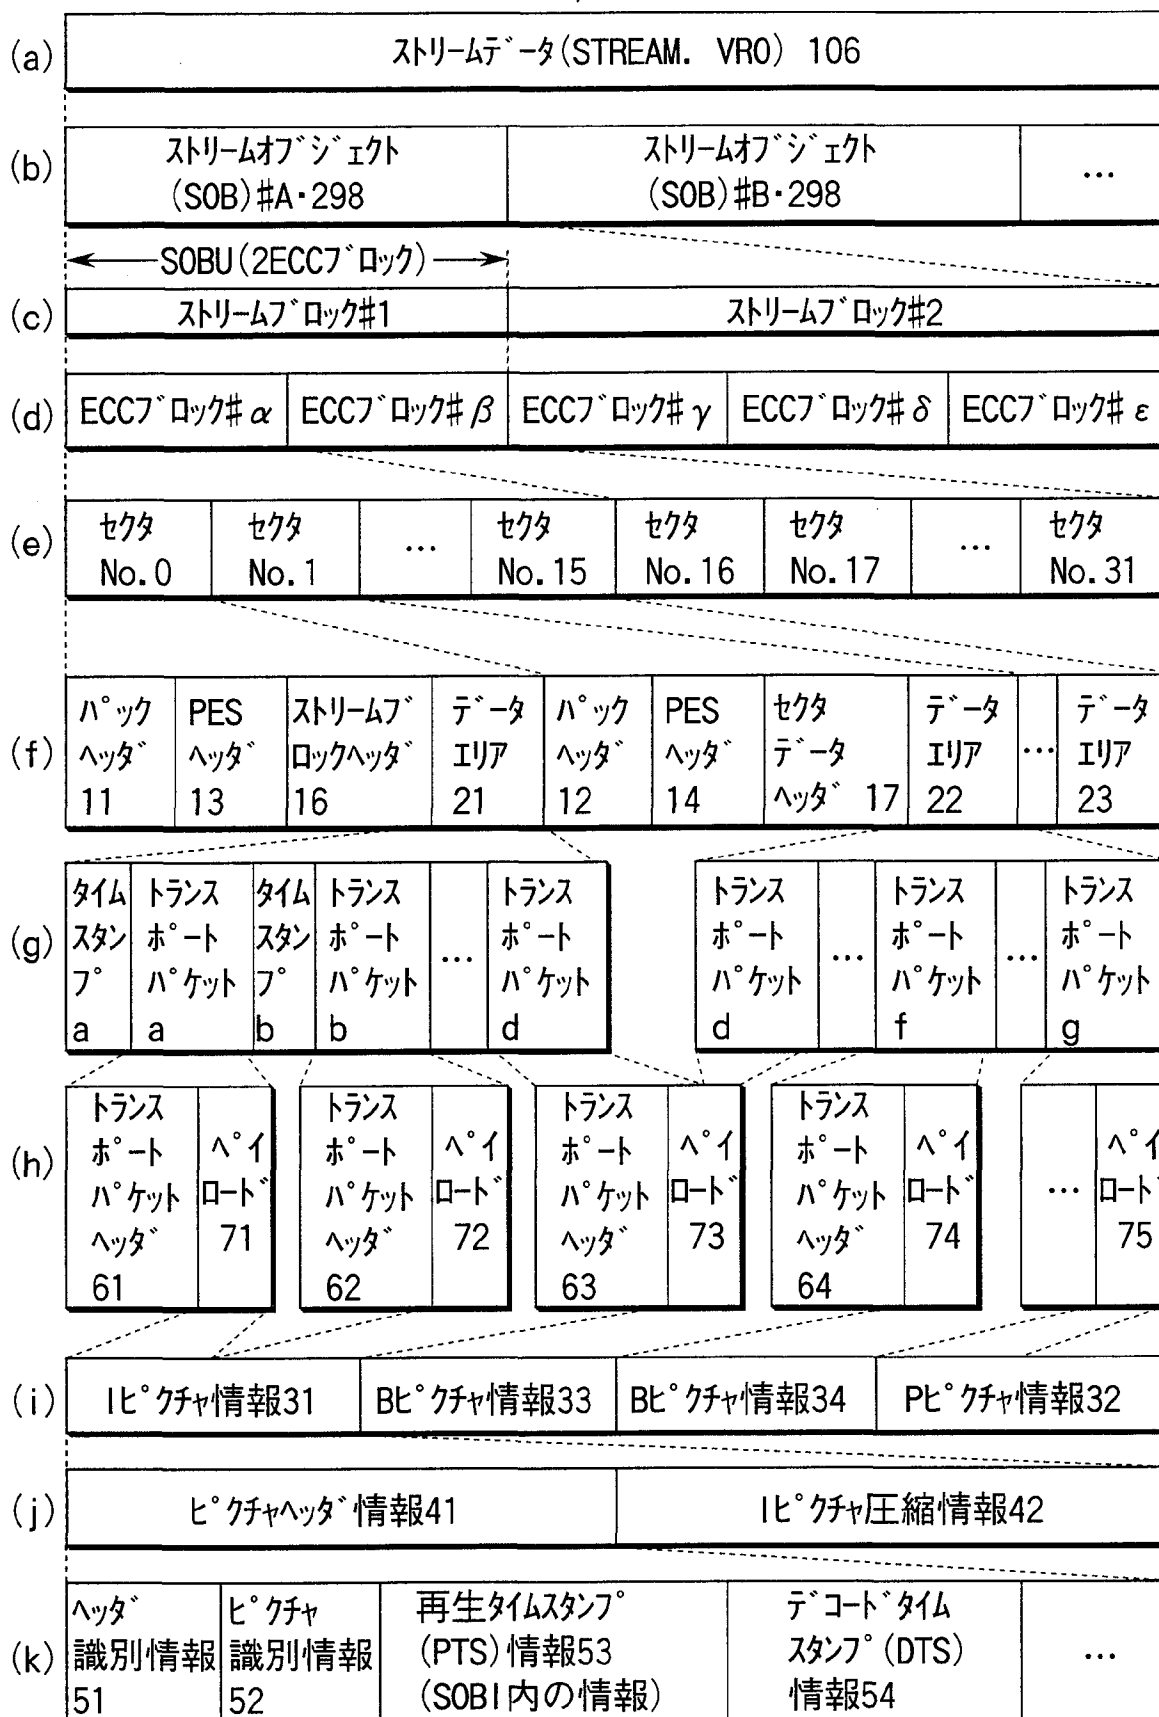 (a)
ストリームデータ(STREAM. VRO) 106
(b)
ストリームオブジェクト
(SOB)#A・298
ストリームオブジェクト
(SOB)#B・298
…
SOBU(2ECCブロック)
(c)
ストリームブロック#1
ストリームブロック#2
(d)
ECCブロック#α
ECCブロック#β
ECCブロック#γ
ECCブロック#δ
ECCブロック#ε
(e)
セクタ
No.0
セクタ
No.1
…
セクタ
No.15
セクタ
No.16
セクタ
No.17
…
セクタ
No.31
(f)
パック
ヘッダ
11
PES
ヘッダ
13
ストリームブ
ロックヘッダ
16
データ
エリア
21
パック
ヘッダ
12
PES
ヘッダ
14
セクタ
データ
ヘッダ 17
データ
エリア
22
…
データ
エリア
23
(g)
タイム
スタン
プ
a
トランス
ポート
パケット
a
タイム
スタン
プ
b
トランス
ポート
パケット
b
…
トランス
ポート
パケット
d
トランス
ポート
パケット
d
…
トランス
ポート
パケット
f
…
トランス
ポート
パケット
g
(h)
トランス
ポート
パケット
ヘッダ
61
ペイ
ロード
71
トランス
ポート
パケット
ヘッダ
62
ペイ
ロード
72
トランス
ポート
パケット
ヘッダ
63
ペイ
ロード
73
トランス
ポート
パケット
ヘッダ
64
ペイ
ロード
74
…
ペイ
ロード
75
(i)
Iピクチャ情報31
Bピクチャ情報33
Bピクチャ情報34
Pピクチャ情報32
(j)
ピクチャヘッダ情報41
Iピクチャ圧縮情報42
(k)
ヘッダ
識別情報
51
ピクチャ
識別情報
52
再生タイムスタンプ
(PTS)情報53
(SOBI内の情報)
デコードタイム
スタンプ(DTS)
情報54
…